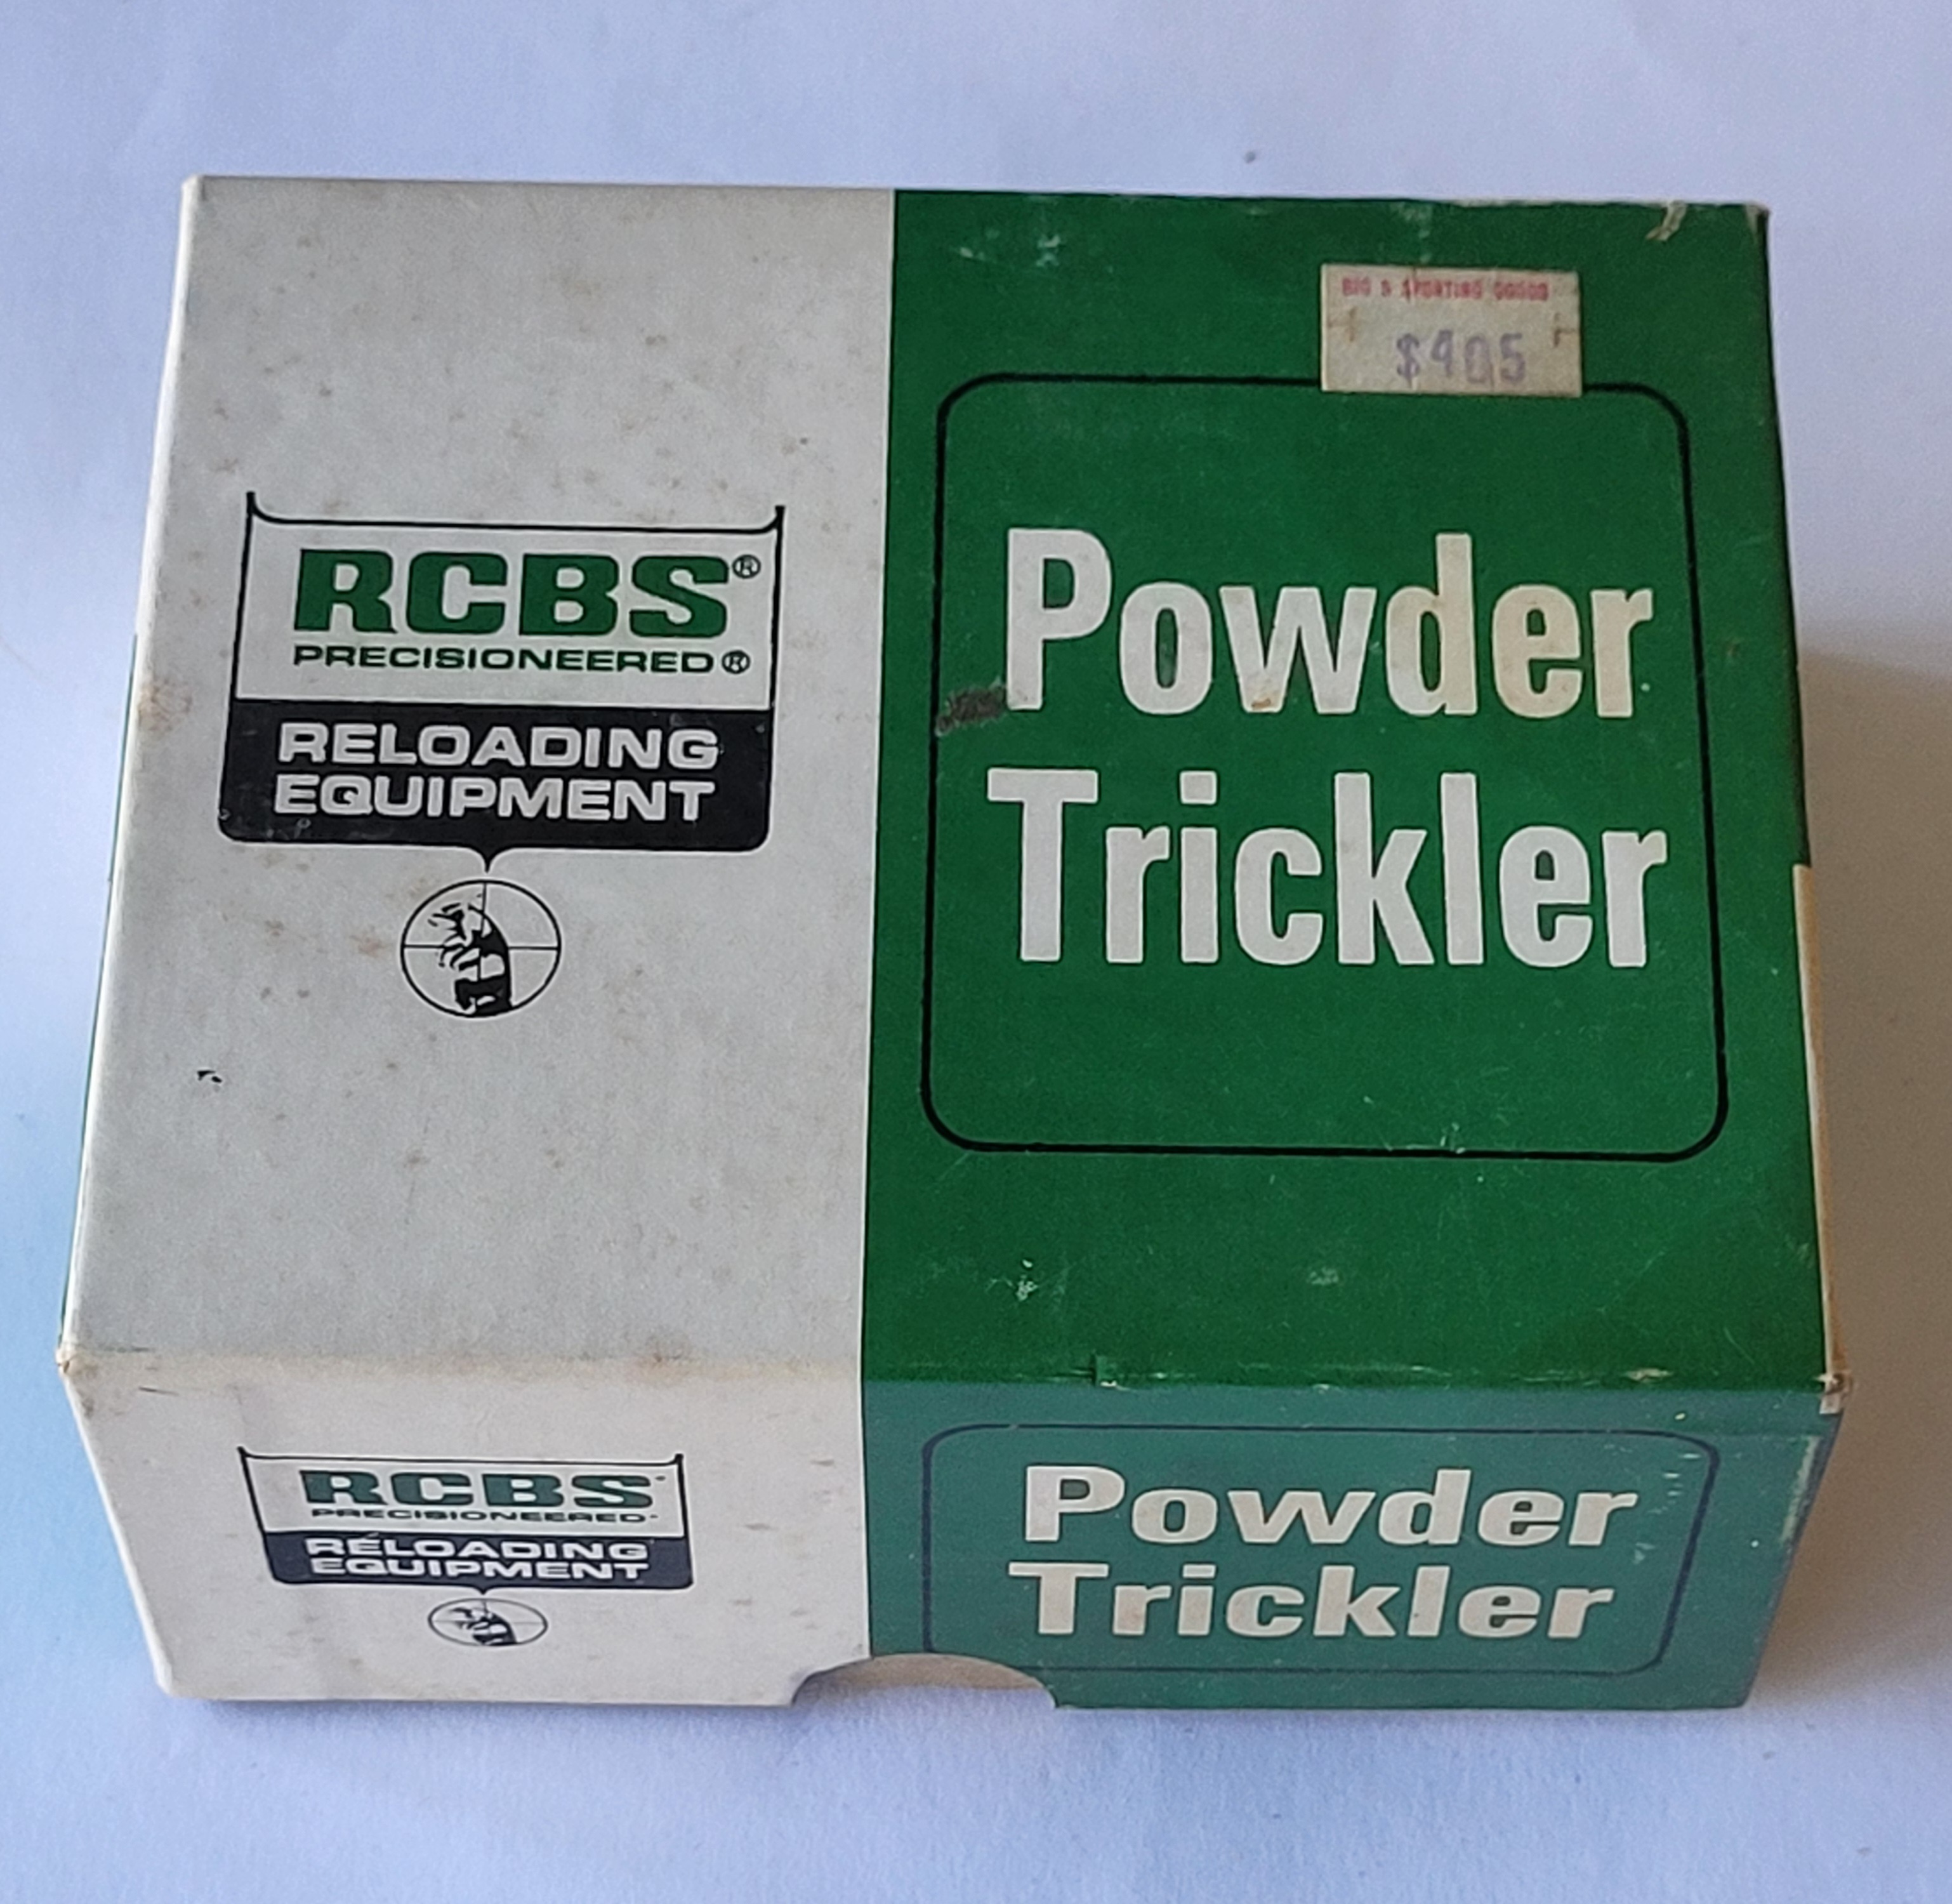 BIG 5 SPORTING GOODS
$405
RCBS®
PRECISIONEERED®
RELOADING
EQUIPMENT
Powder
Trickler
RCBS
PRECISIONEERED
RELOADING
EQUIPMENT
Powder
Trickler